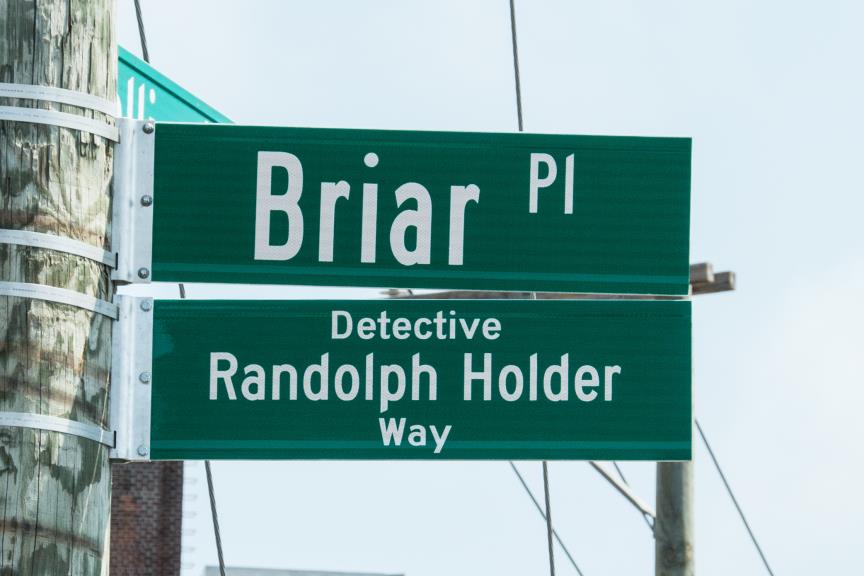 Briar Pl
Detective
Randolph Holder
Way